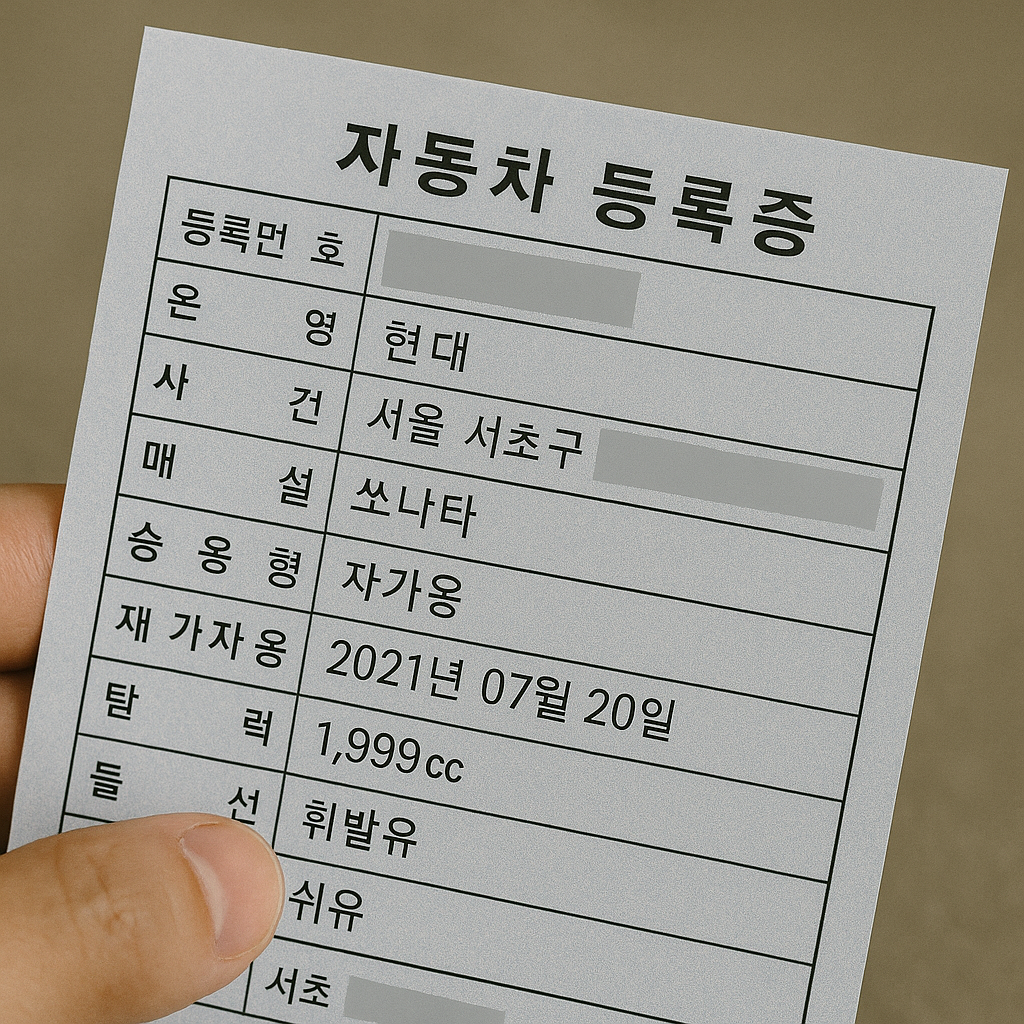 자동차 등록증
등록먼 호
온 영 현대
사 건 서올 서초구
매 설 쏘나타
승 옹 형 자가옹
재 가자옹 2021년 07월 20일
탐 럭 1,999cc
들 선 휘발유
쉬유
서초